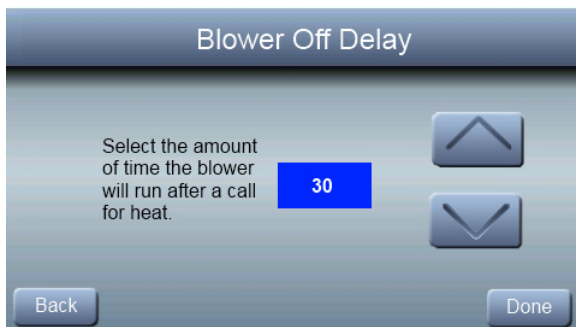 Blower Off Delay
Select the amount
of time the blower
will run after a call
for heat.
30
Back
Done